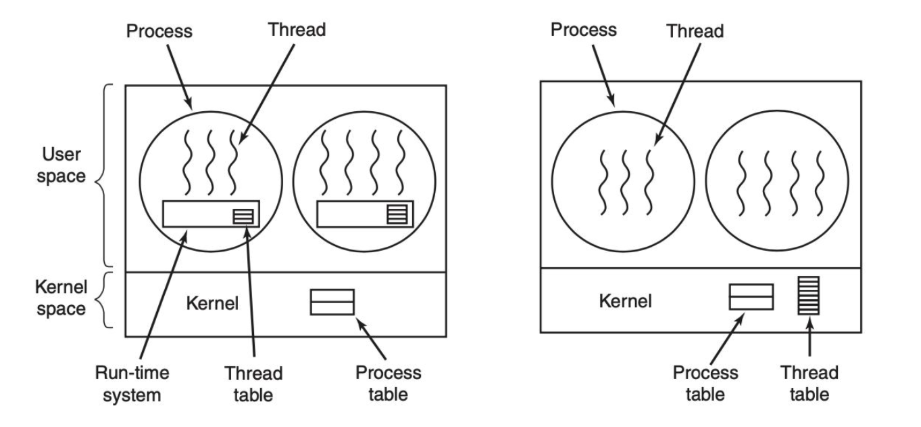 Process
Thread
User
space
Kernel
space
Kernel
Run-time
system
Thread
table
Process
table
Process
Thread
Kernel
Process
table
Thread
table